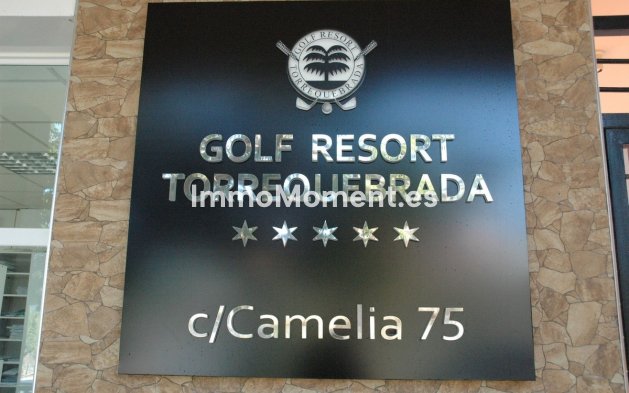 GOLF RESORT
TORREQUEBRADA
GOLF RESORT
TORREQUEBRADA
ImmoMoment.es
c/Camelia 75